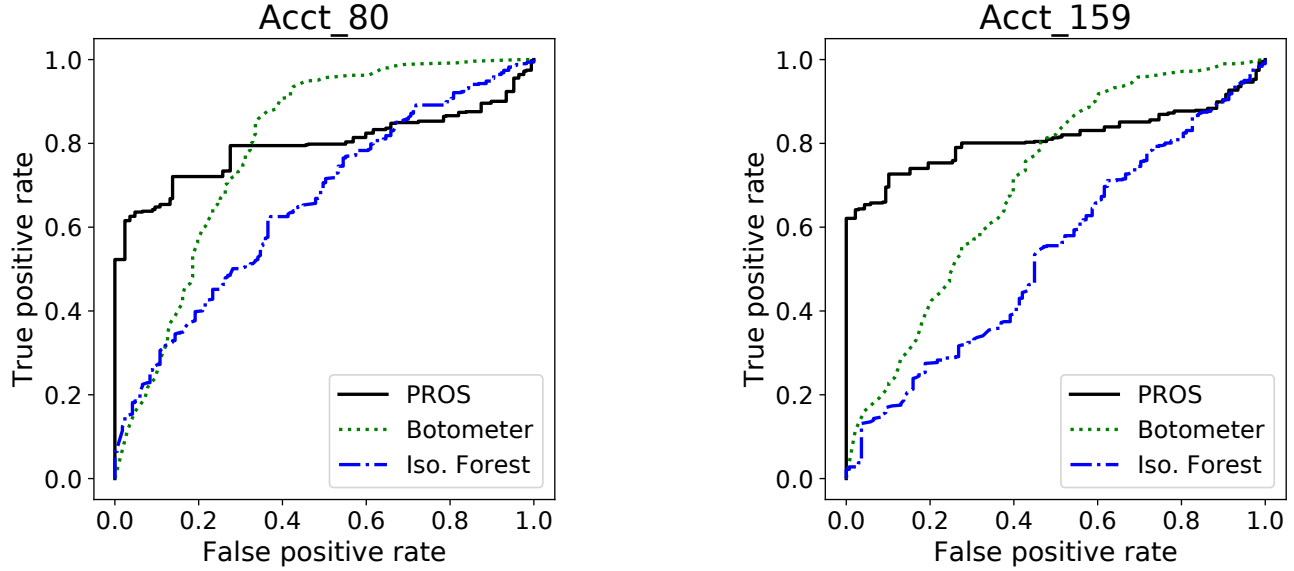 Acct_80
True positive rate
1.0
0.8
0.6
0.4
0.2
0.0
PROS
Botometer
Iso. Forest
0.0 0.2 0.4 0.6 0.8 1.0
False positive rate
Acct_159
True positive rate
1.0
0.8
0.6
0.4
0.2
0.0
PROS
Botometer
Iso. Forest
0.0 0.2 0.4 0.6 0.8 1.0
False positive rate